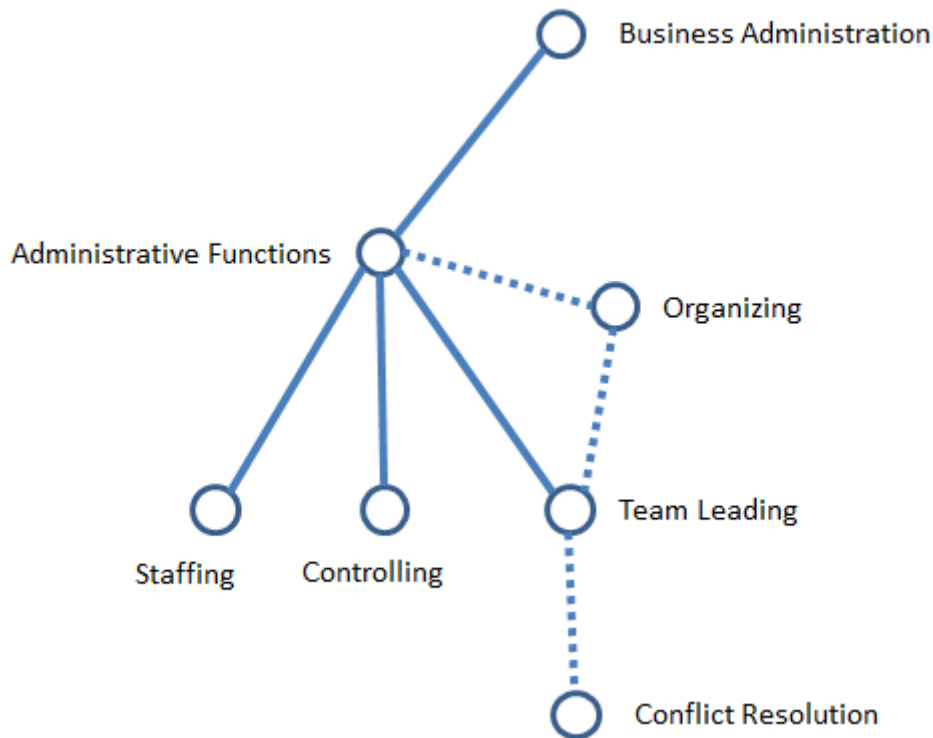 Business Administration
Administrative Functions
Organizing
Team Leading
Staffing
Controlling
Conflict Resolution